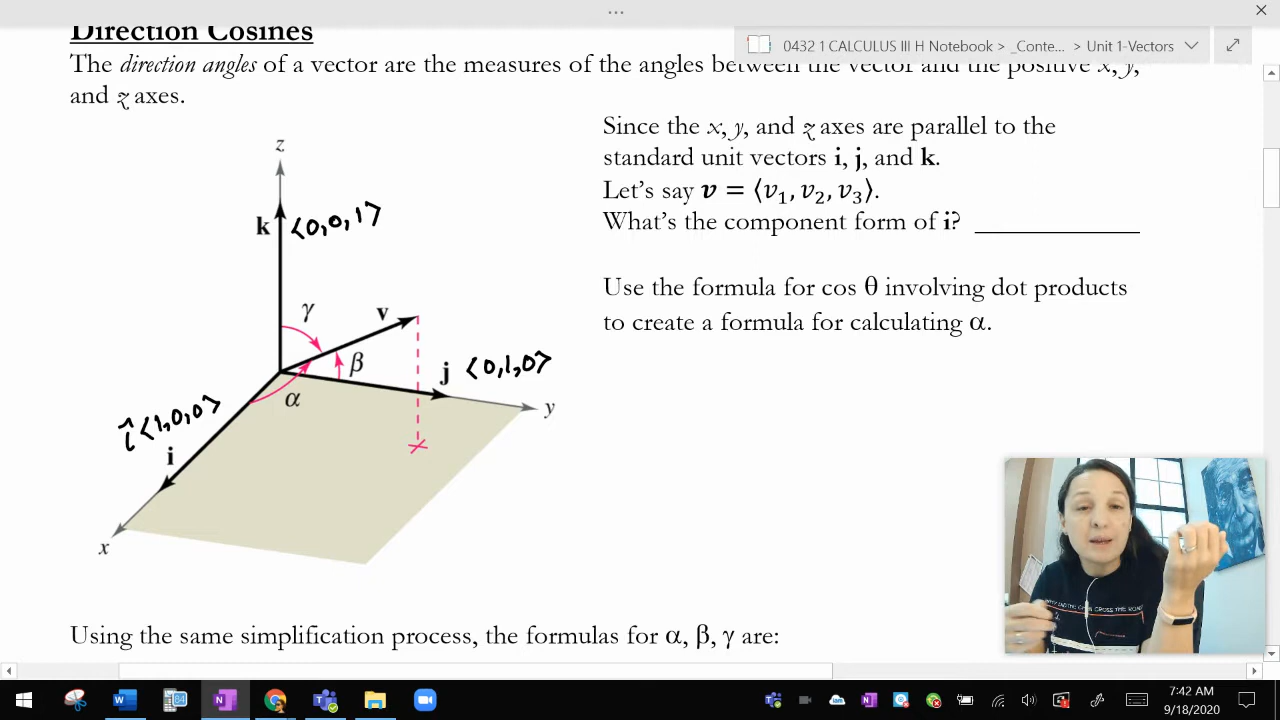 Direction Cosines
0432 1 CALCULUS III H Notebook > _Conte... > Unit 1-Vectors
The direction angles of a vector are the measures of the angles between the vector and the positive x, y,
and z axes.
Since the x, y, and z axes are parallel to the
standard unit vectors i, j, and k.
Let's say v = ⟨v₁, v₂, v₃⟩.
What's the component form of i? ____________
Use the formula for cos θ involving dot products
to create a formula for calculating α.
z
k ⟨0,0,1⟩
γ
v
β
j ⟨0,1,0⟩
α
y
î ⟨1,0,0⟩
i
x
Using the same simplification process, the formulas for α, β, γ are:
7:42 AM
9/18/2020